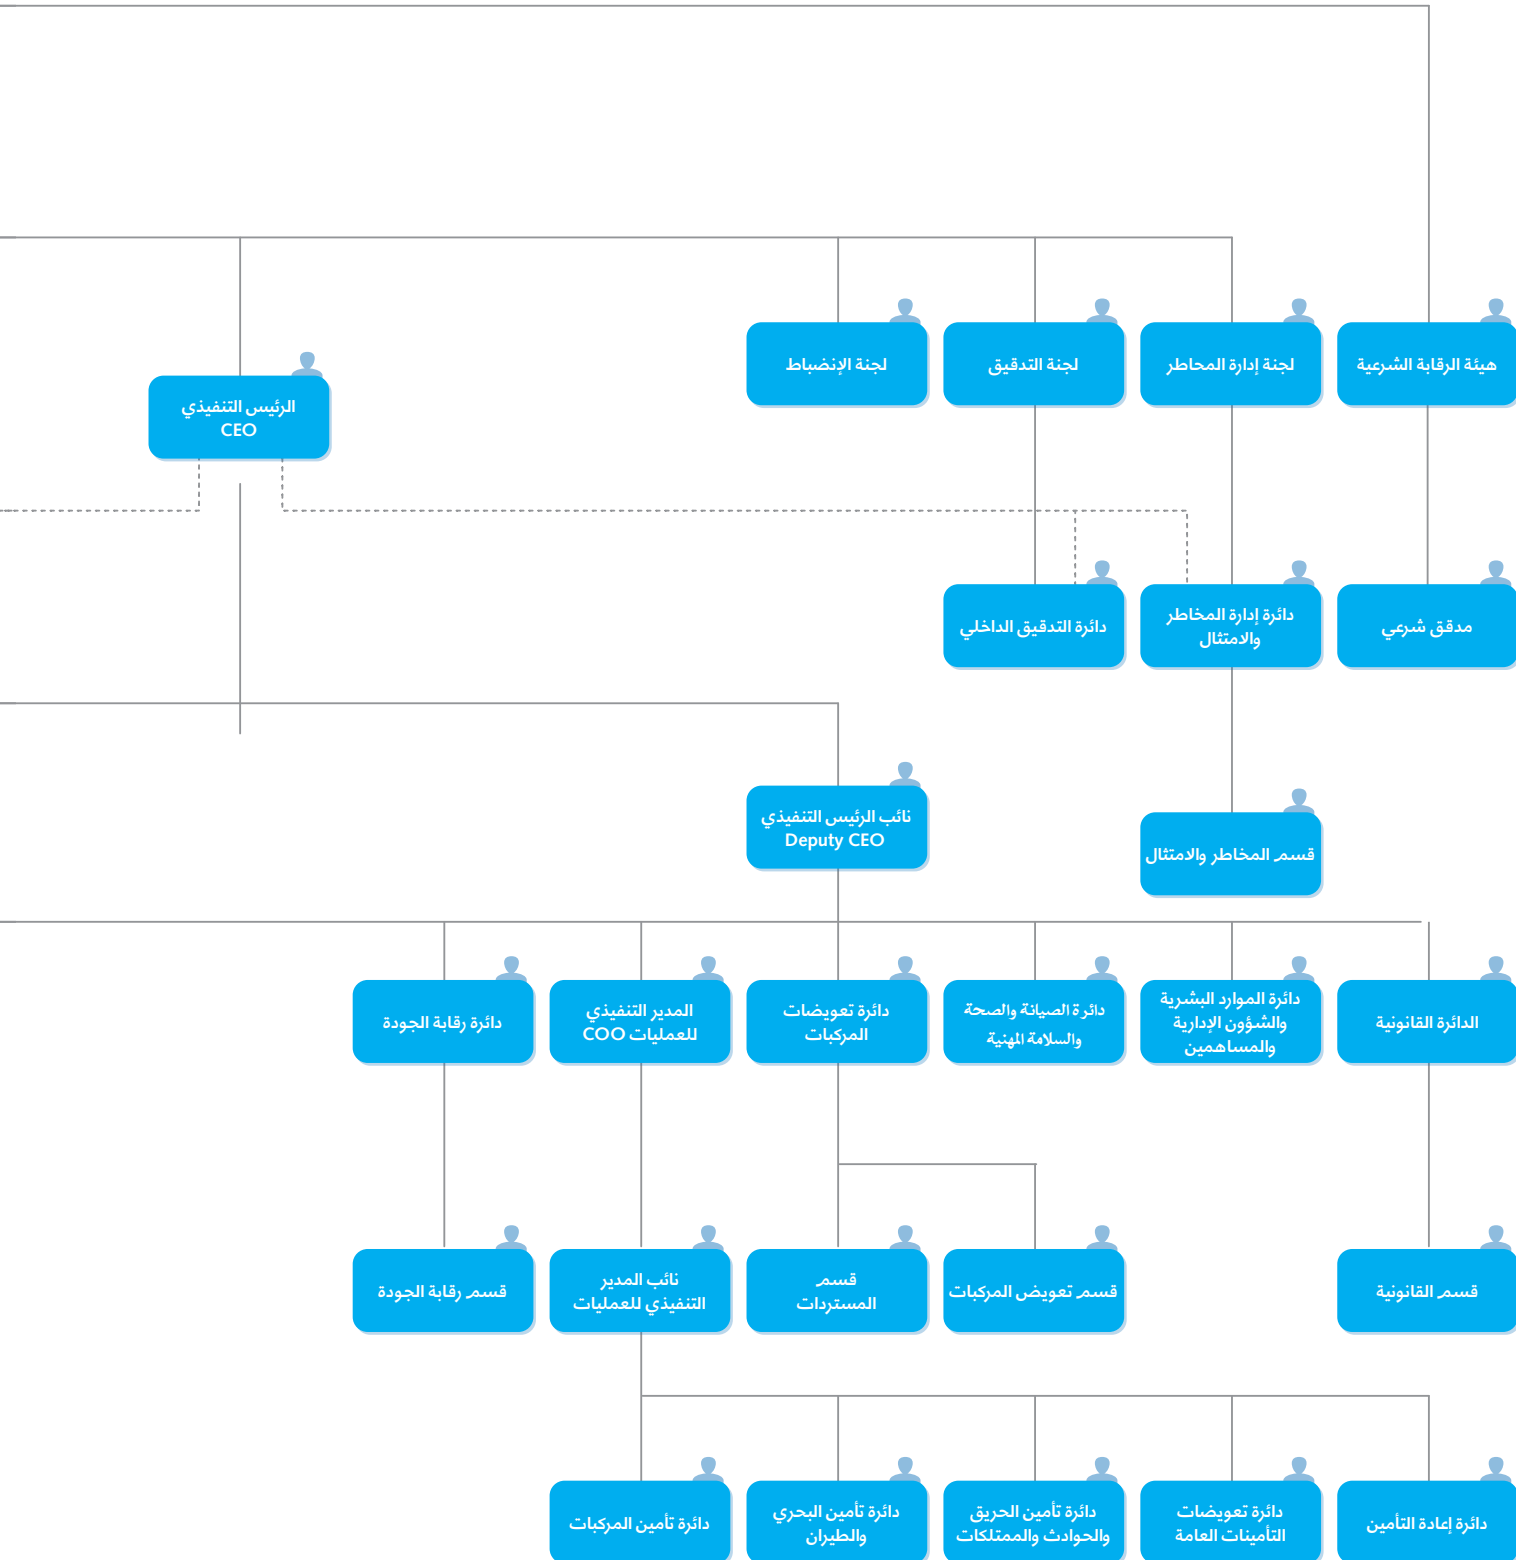 هيئة الرقابة الشرعية
لجنة إدارة المحاطر
لجنة التدقيق
لجنة الإنضباط
الرئيس التنفيذي
CEO
مدقق شرعي
دائرة إدارة المخاطر
والامتثال
دائرة التدقيق الداخلي
نائب الرئيس التنفيذي
Deputy CEO
قسم المخاطر والامتثال
الدائرة القانونية
دائرة الموارد البشرية
والشؤون الإدارية
والمساهمين
دائرة الصيانة والصحة
والسلامة المهنية
دائرة تعويضات
المركبات
المدير التنفيذي
للعمليات COO
دائرة رقابة الجودة
قسم القانونية
قسم تعويض المركبات
قسم
المستردات
نائب المدير
التنفيذي للعمليات
قسم رقابة الجودة
دائرة إعادة التأمين
دائرة تعويضات
التأمينات العامة
دائرة تأمين الحريق
والحوادث والممتلكات
دائرة تأمين البحري
والطيران
دائرة تأمين المركبات